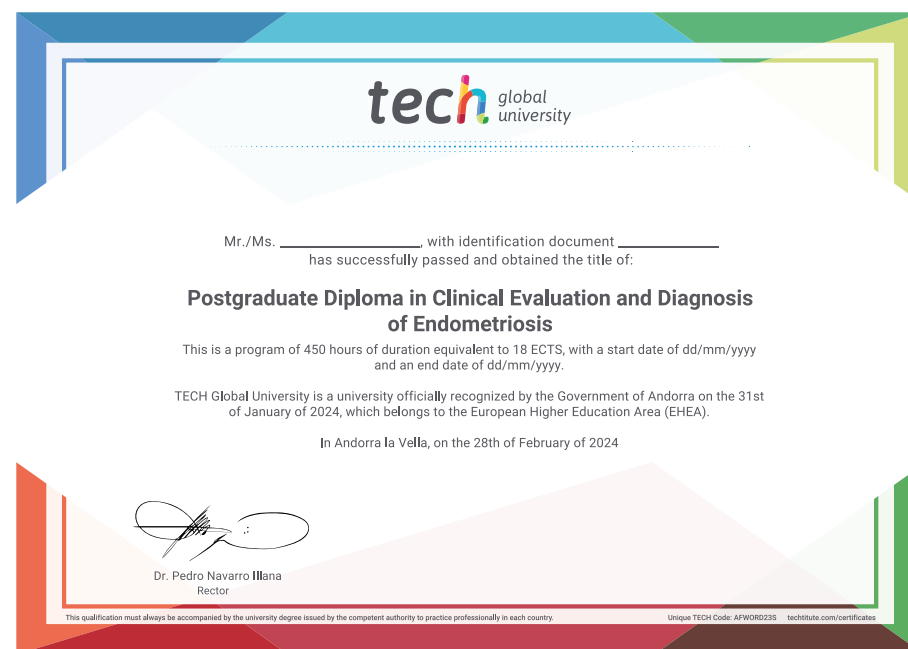 tech global
university
Mr./Ms. ____________________, with identification document ______________
has successfully passed and obtained the title of:
Postgraduate Diploma in Clinical Evaluation and Diagnosis
of Endometriosis
This is a program of 450 hours of duration equivalent to 18 ECTS, with a start date of dd/mm/yyyy
and an end date of dd/mm/yyyy.
TECH Global University is a university officially recognized by the Government of Andorra on the 31st
of January of 2024, which belongs to the European Higher Education Area (EHEA).
In Andorra la Vella, on the 28th of February of 2024
Dr. Pedro Navarro Illana
Rector
This qualification must always be accompanied by the university degree issued by the competent authority to practice professionally in each country.
Unique TECH Code: AFWORD23S techtitute.com/certificates